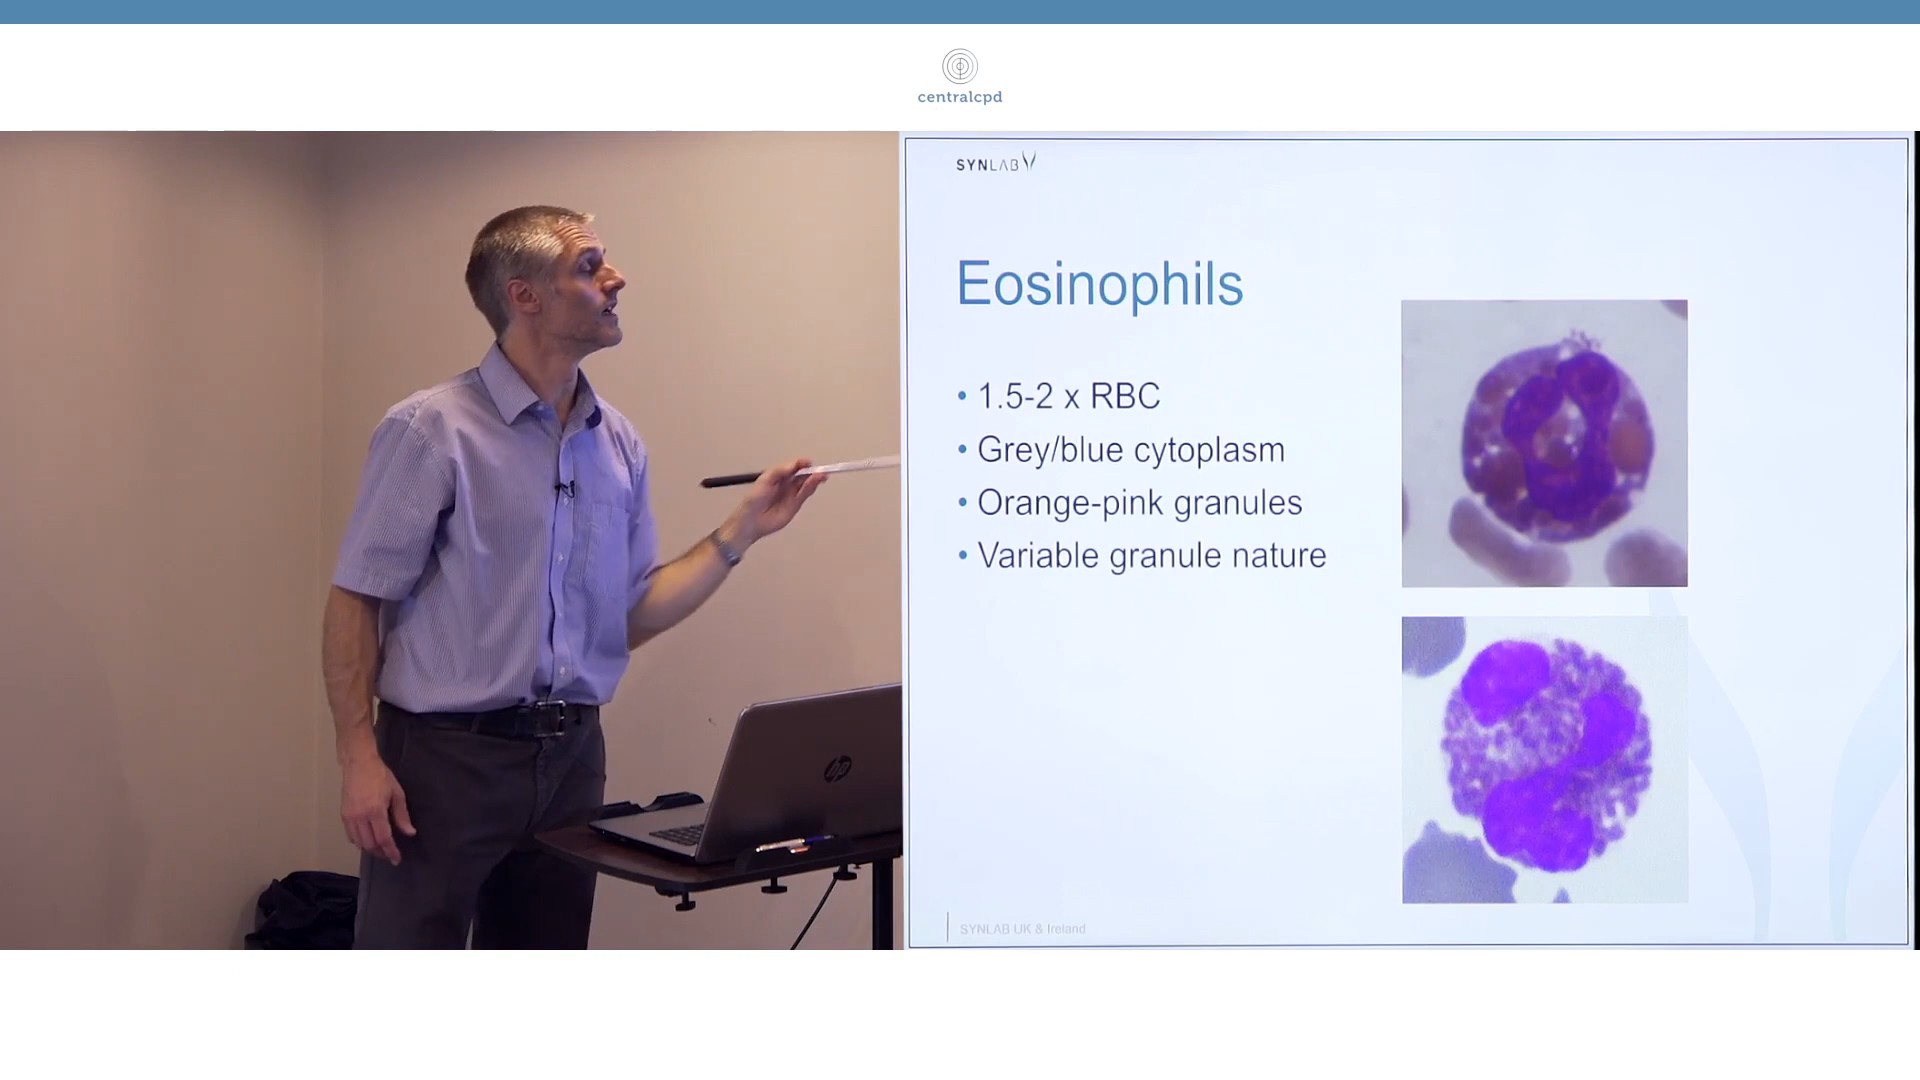 centralcpd
SYNLAB
Eosinophils
• 1.5-2 x RBC
• Grey/blue cytoplasm
• Orange-pink granules
• Variable granule nature
hp
SYNLAB UK & Ireland